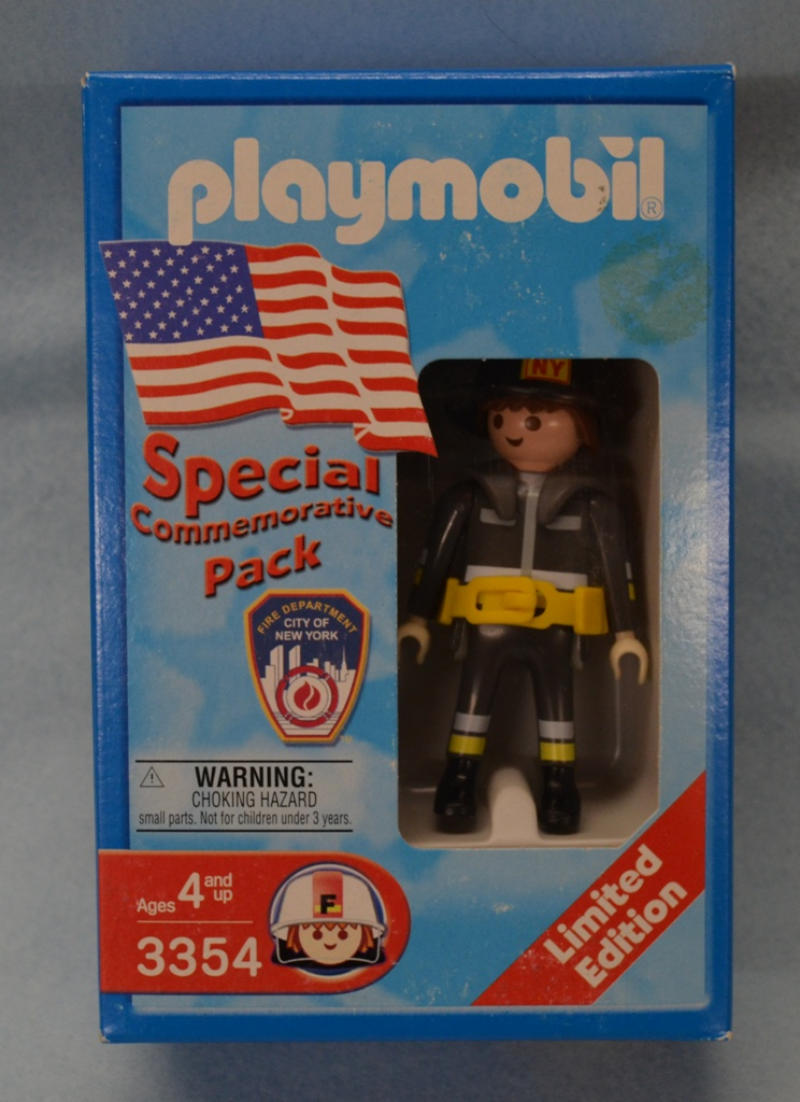 playmobil®
NY
Special
Commemorative
Pack
FIRE DEPARTMENT
CITY OF
NEW YORK
WARNING:
CHOKING HAZARD
small parts. Not for children under 3 years.
Ages 4 and up
3354
F
Limited
Edition